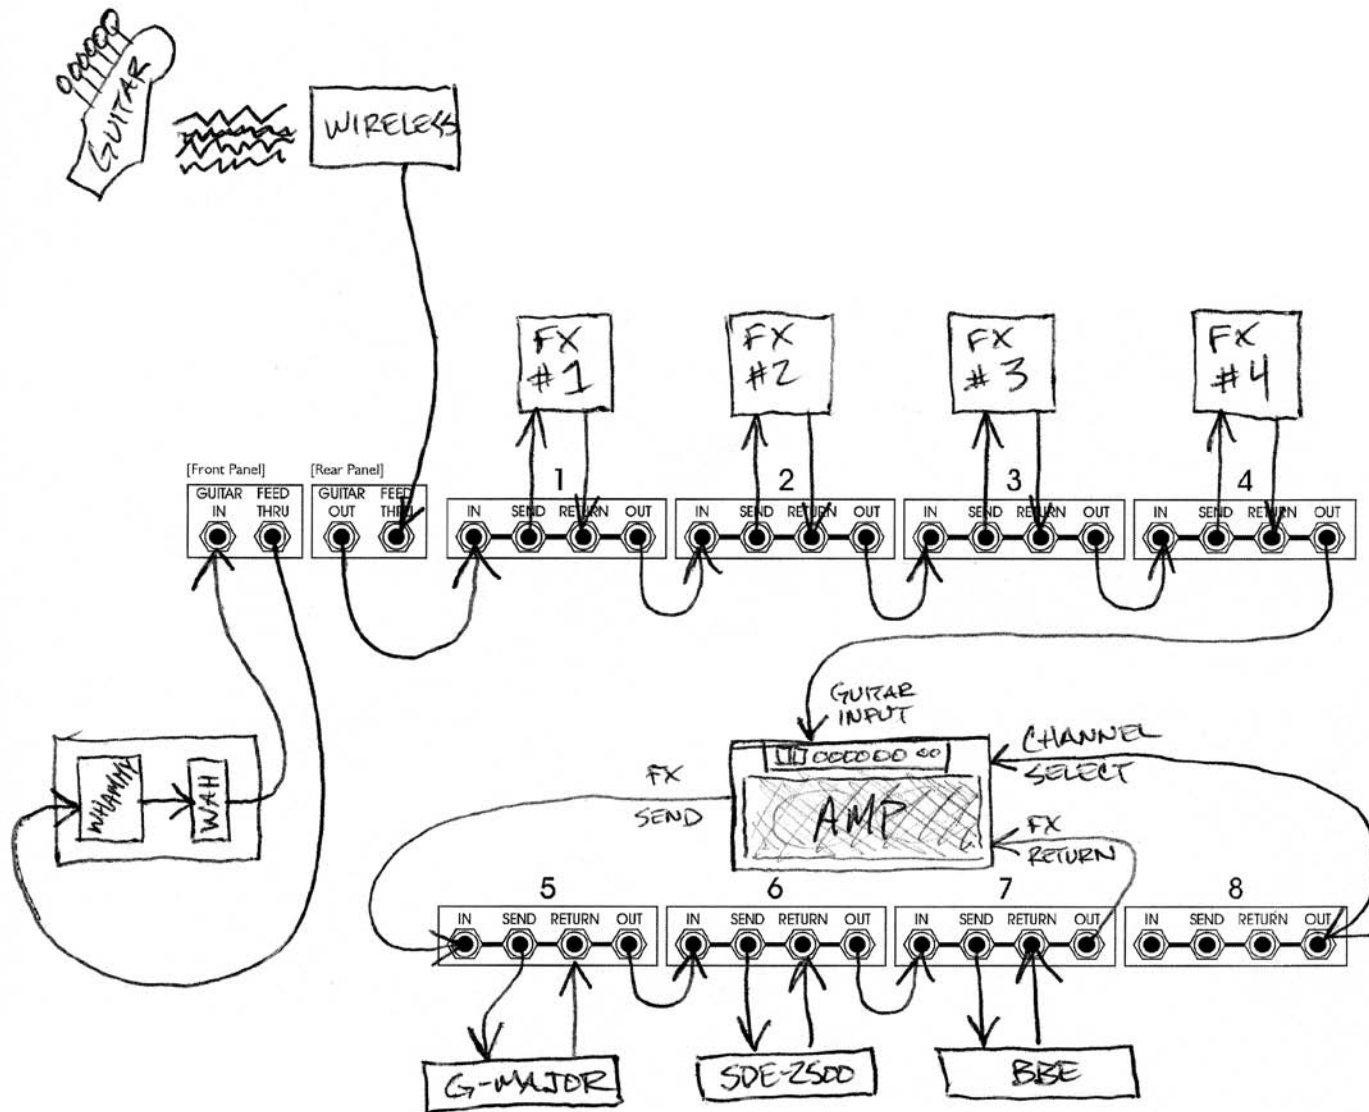 GUITAR
WIRELESS
FX
#1
FX
#2
FX
#3
FX
#4
[Front Panel]
[Rear Panel]
1
2
3
4
GUITAR IN
FEED THRU
GUITAR OUT
FEED THRU
IN SEND RETURN OUT
IN SEND RETURN OUT
IN SEND RETURN OUT
IN SEND RETURN OUT
GUITAR
INPUT
CHANNEL
SELECT
FX
SEND
AMP
FX
RETURN
WHAMMY
WAH
5
6
7
8
IN SEND RETURN OUT
IN SEND RETURN OUT
IN SEND RETURN OUT
IN SEND RETURN OUT
G-MAJOR
SDE-2500
BBE